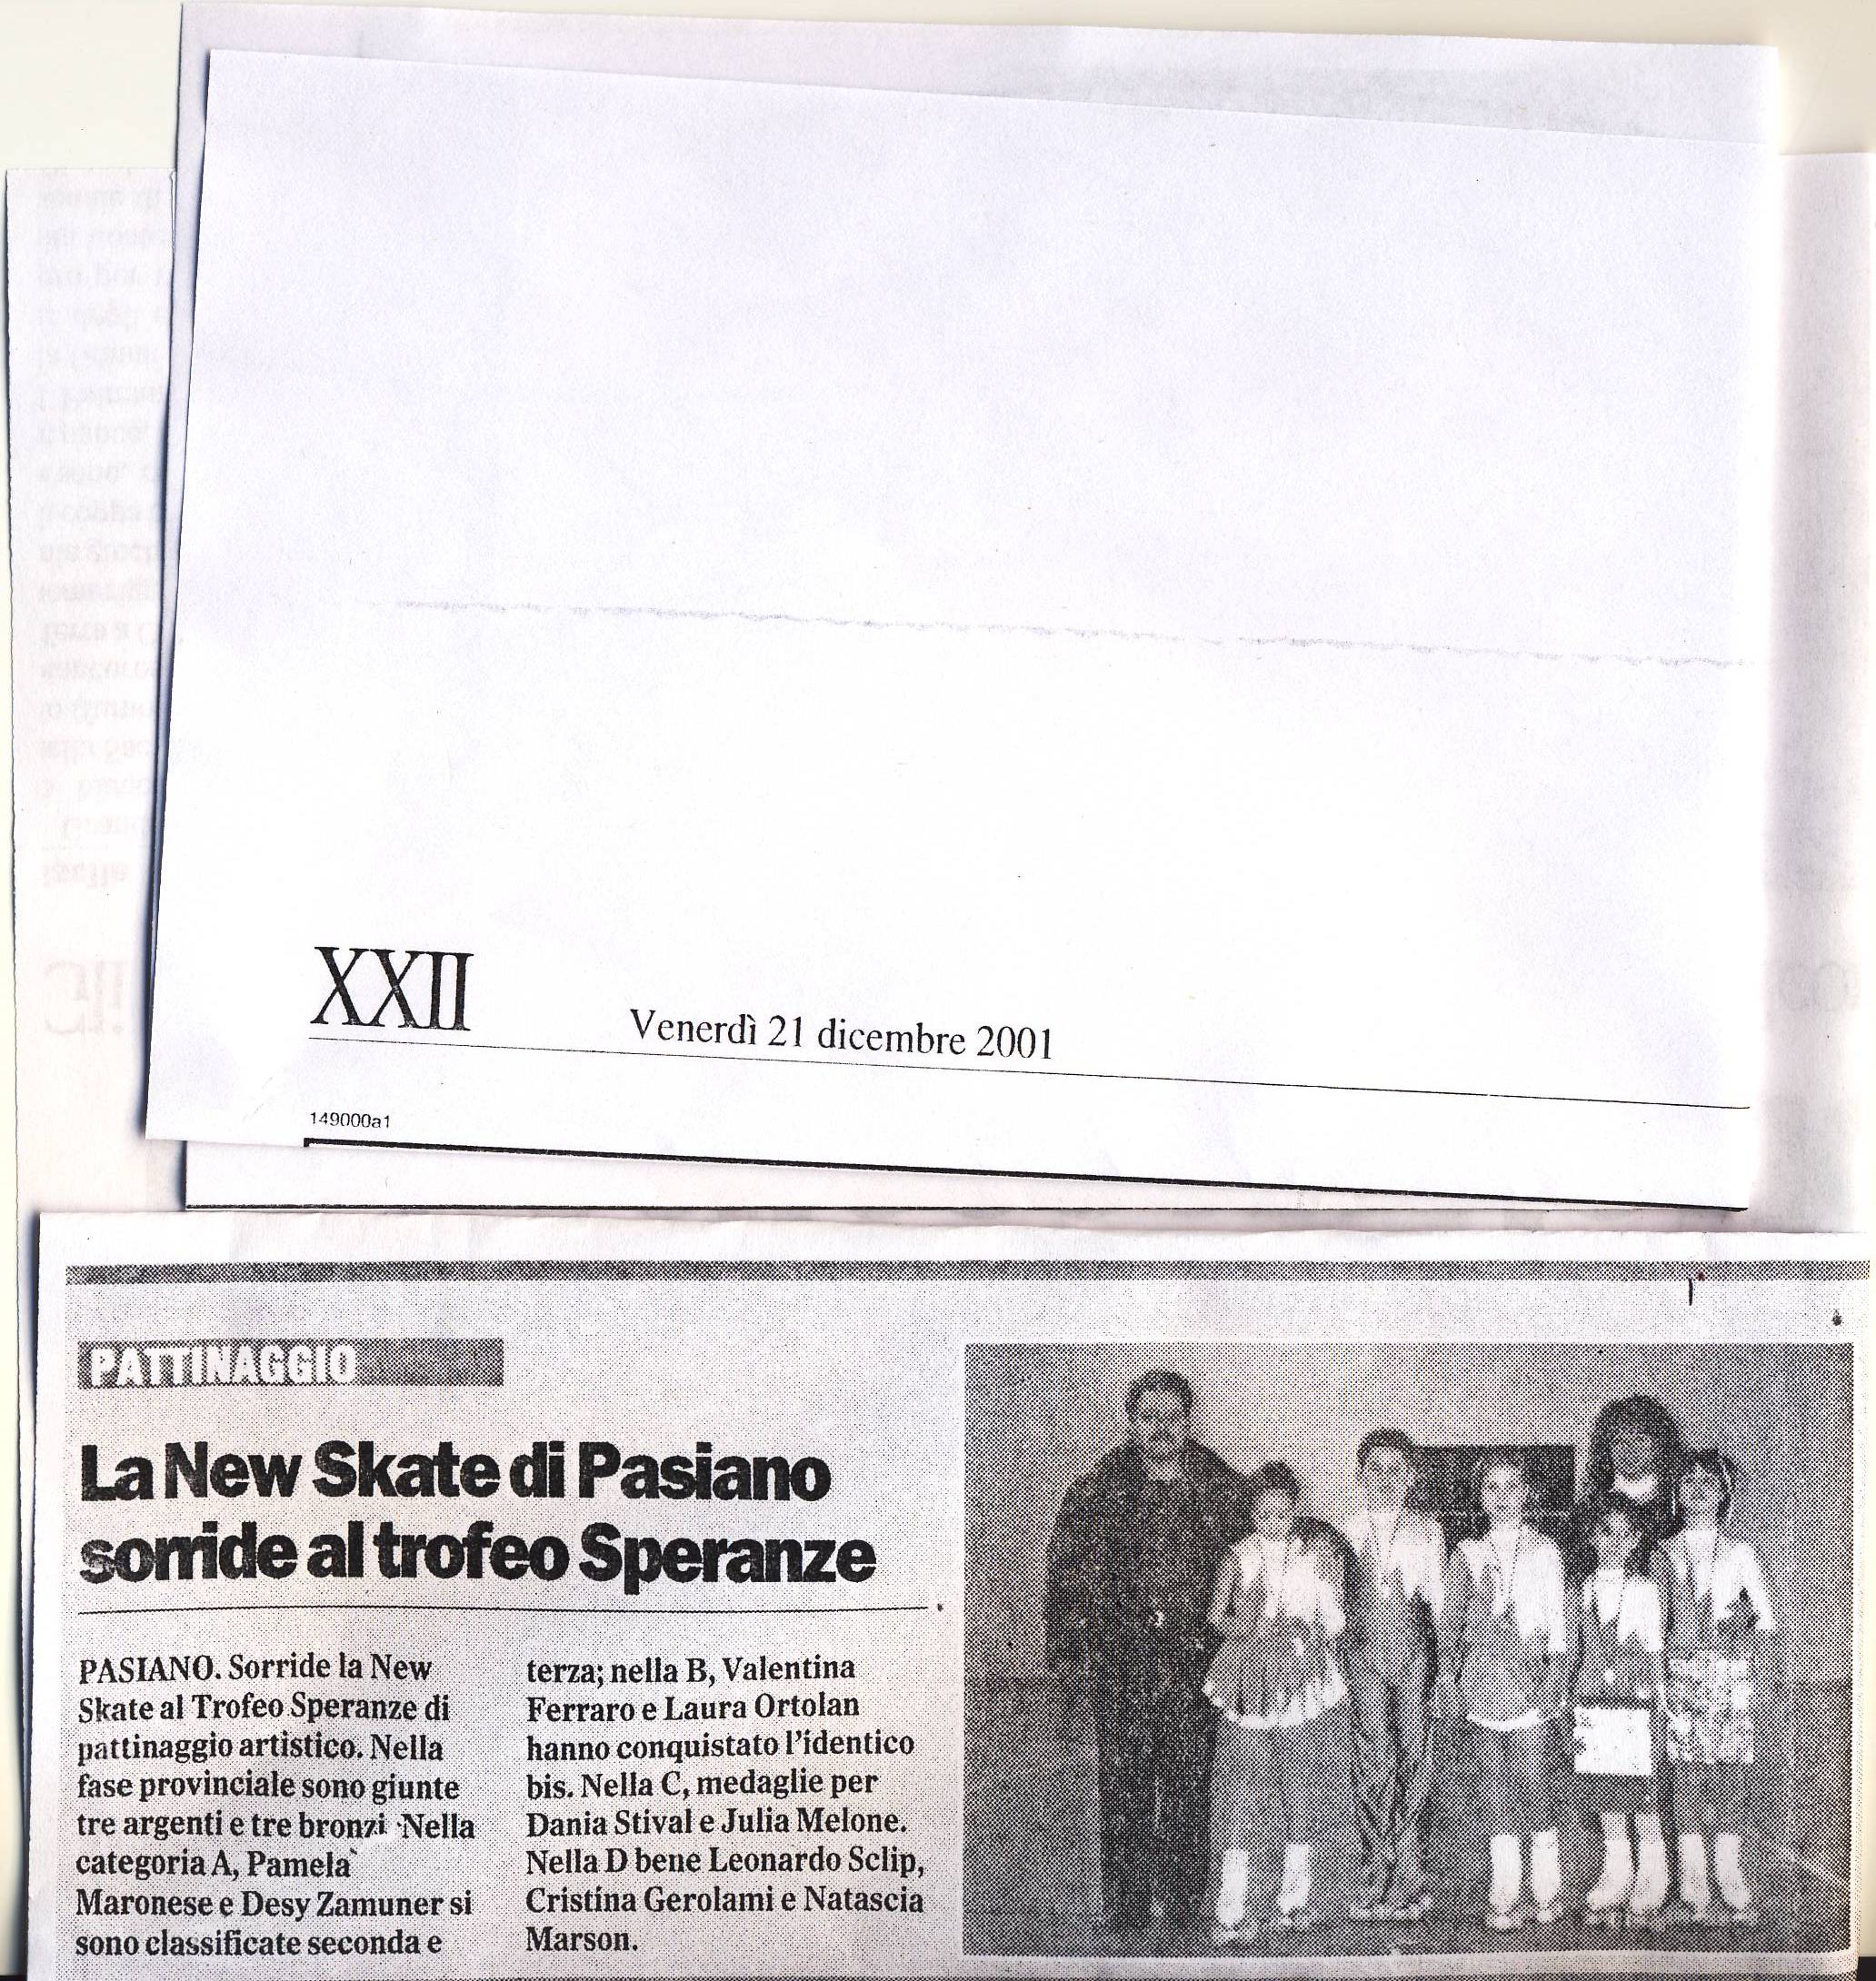 XXII
Venerdì 21 dicembre 2001
149000a1
PATTINAGGIO
La New Skate di Pasiano
sorride al trofeo Speranze
PASIANO. Sorride la New
Skate al Trofeo Speranze di
pattinaggio artistico. Nella
fase provinciale sono giunte
tre argenti e tre bronzi Nella
categoria A, Pamela
Maronese e Desy Zamuner si
sono classificate seconda e
terza; nella B, Valentina
Ferraro e Laura Ortolan
hanno conquistato l'identico
bis. Nella C, medaglie per
Dania Stival e Julia Melone.
Nella D bene Leonardo Sclip,
Cristina Gerolami e Natascia
Marson.